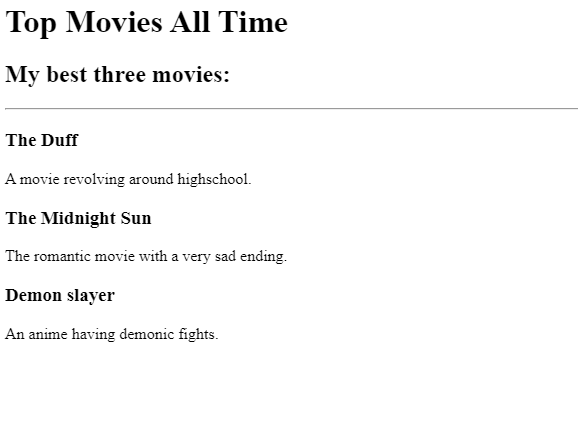 Top Movies All Time
My best three movies:
The Duff
A movie revolving around highschool.
The Midnight Sun
The romantic movie with a very sad ending.
Demon slayer
An anime having demonic fights.